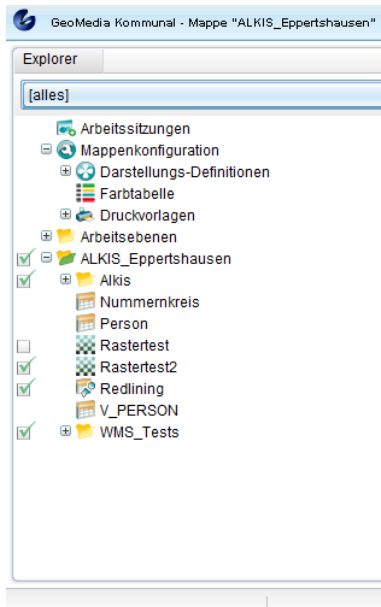 GeoMedia Kommunal - Mappe "ALKIS_Eppertshausen"
Explorer
[alles]
Arbeitssitzungen
Mappenkonfiguration
Darstellungs-Definitionen
Farbtabelle
Druckvorlagen
Arbeitsebenen
ALKIS_Eppertshausen
Alkis
Nummernkreis
Person
Rastertest
Rastertest2
Redlining
V_PERSON
WMS_Tests